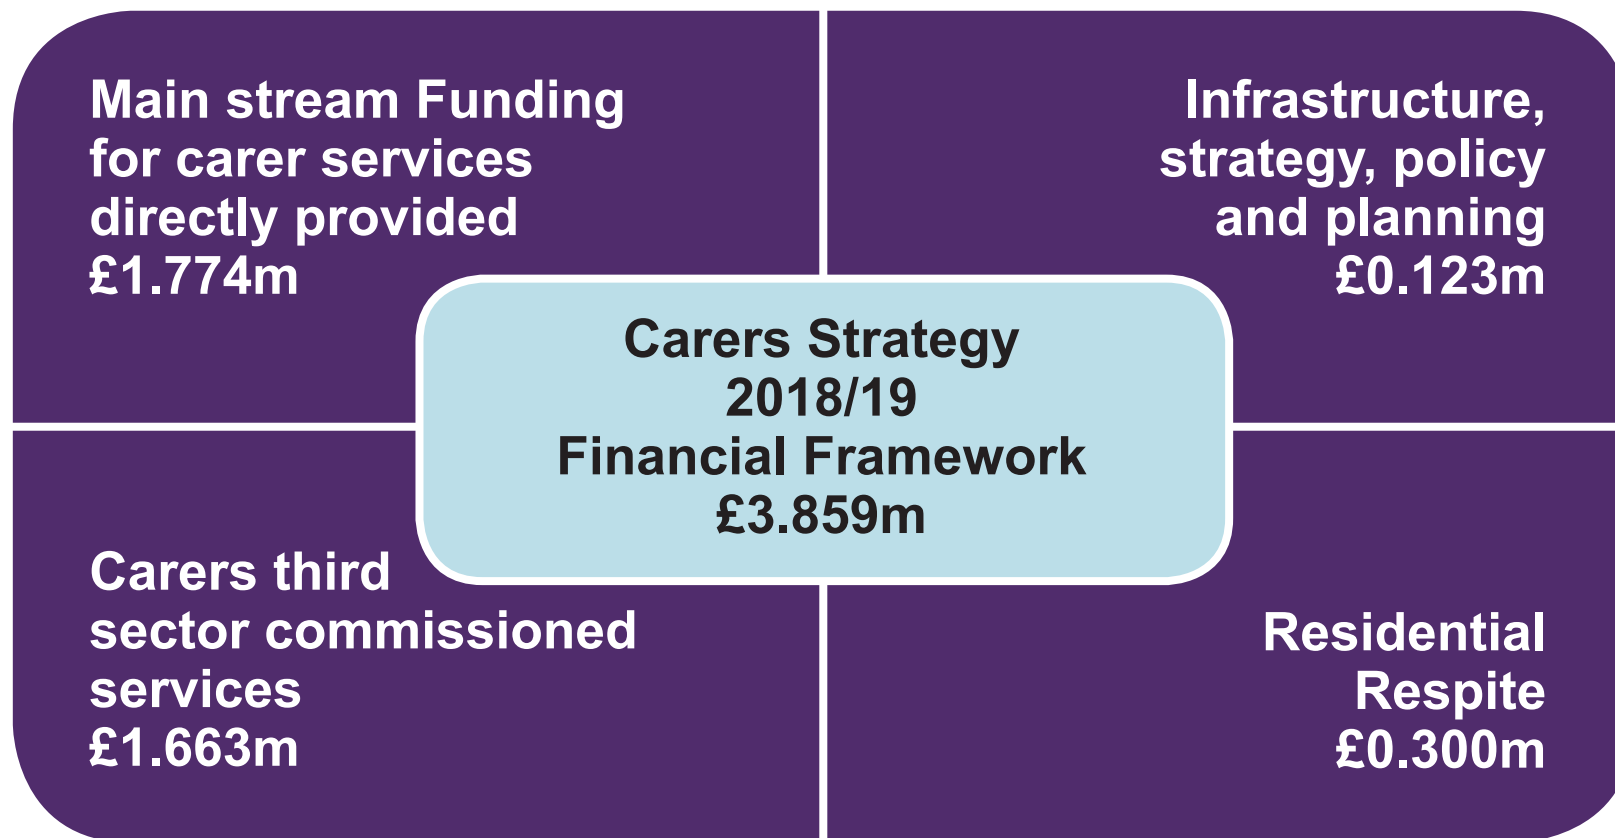 Main stream Funding
for carer services
directly provided
£1.774m
Infrastructure,
strategy, policy
and planning
£0.123m
Carers Strategy
2018/19
Financial Framework
£3.859m
Carers third
sector commissioned
services
£1.663m
Residential
Respite
£0.300m